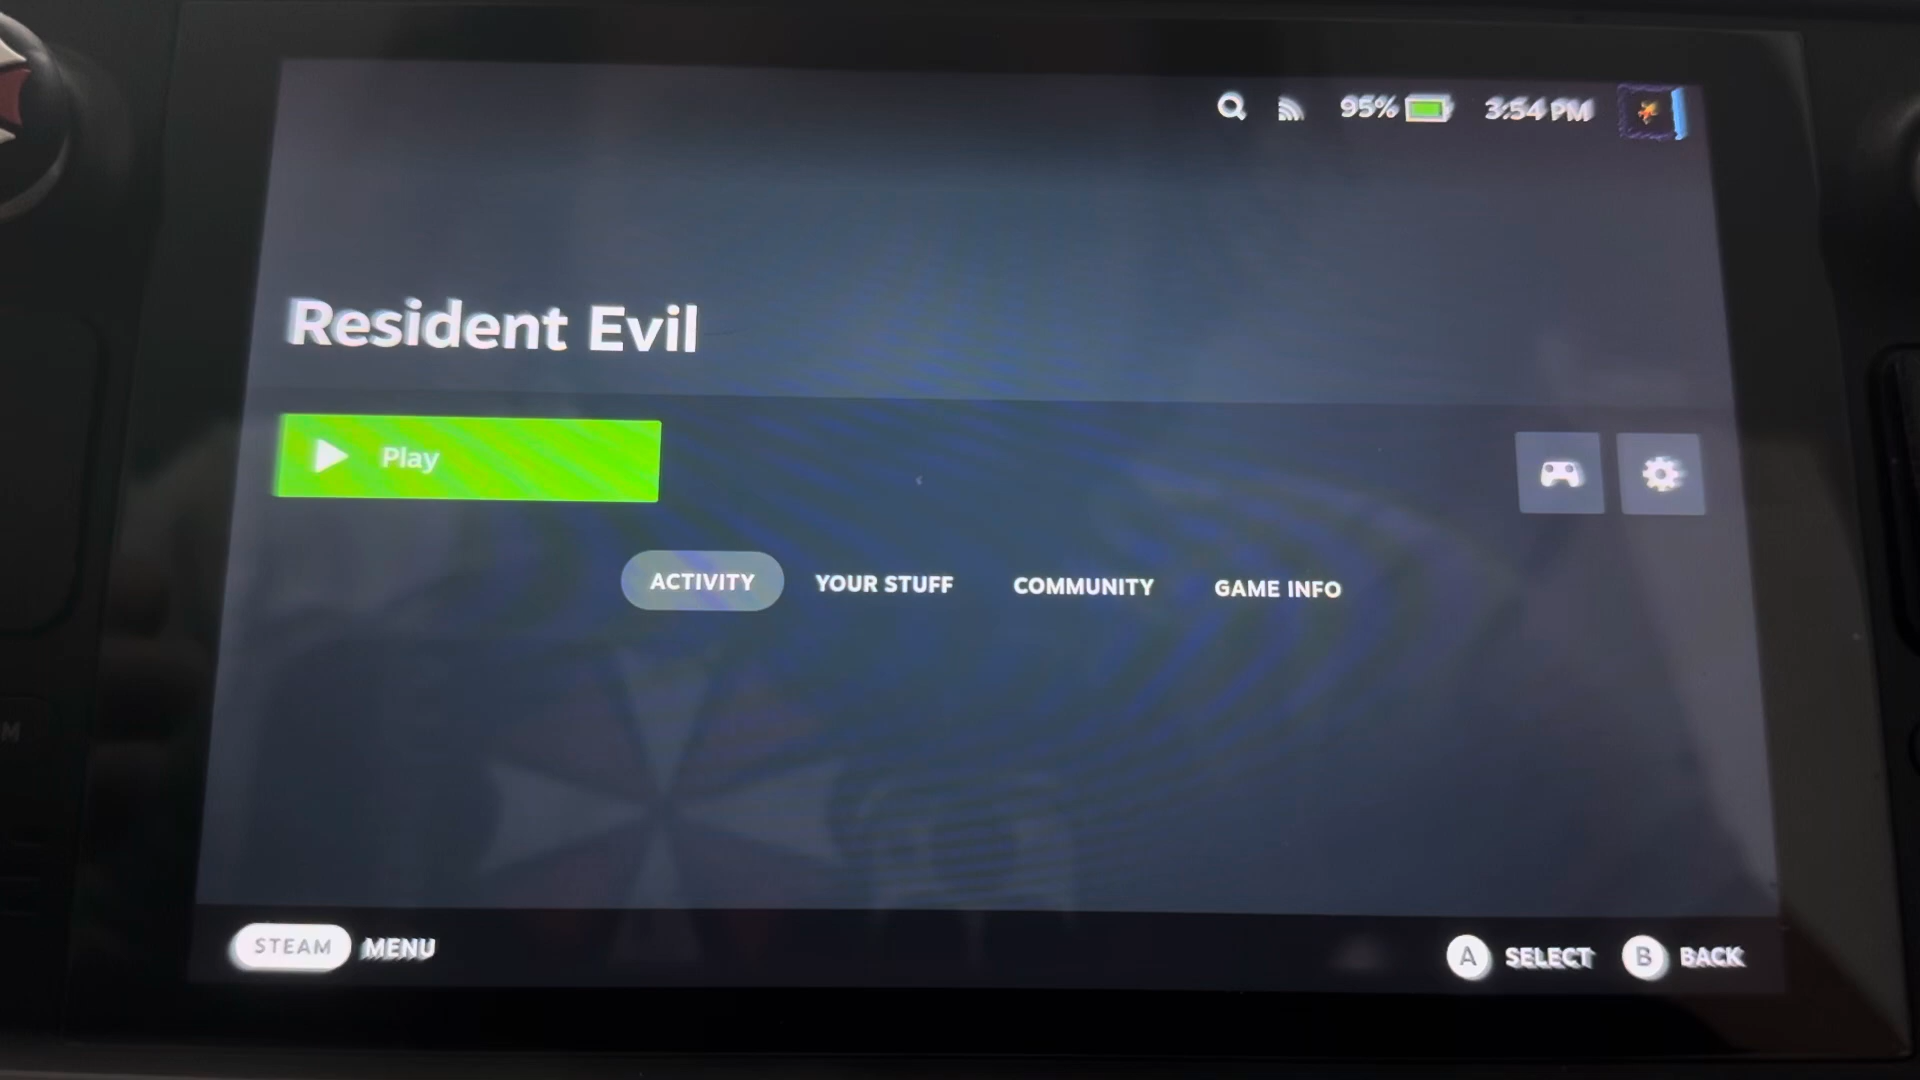 95% 3:54 PM
Resident Evil
Play
ACTIVITY YOUR STUFF COMMUNITY GAME INFO
M
STEAM MENU A SELECT B BACK